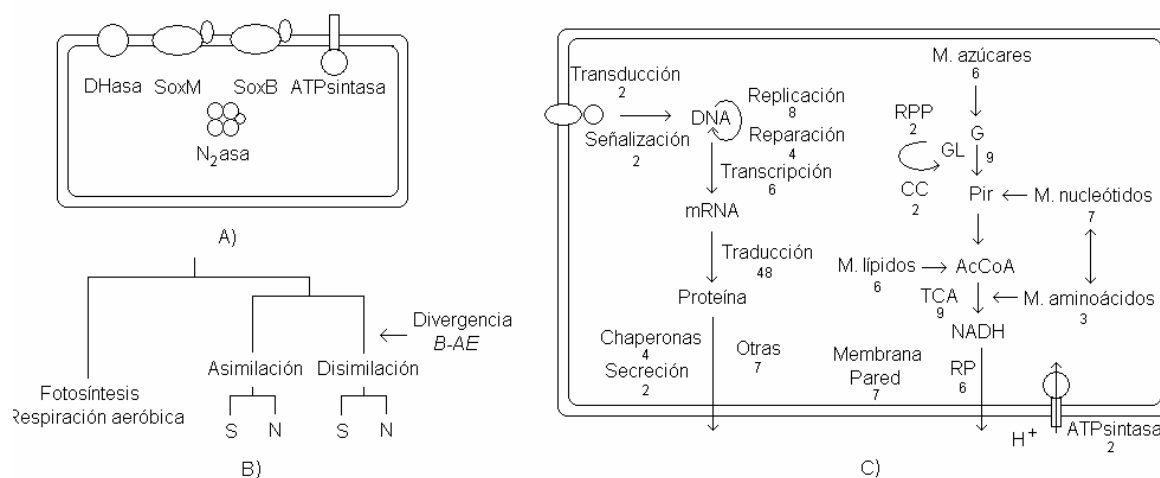 DHasa SoxM SoxB ATPsintasa
N2asa
A)
Divergencia
B-AE
Asimilación Disimilación
Fotosíntesis
Respiración aeróbica
S N S N
B)
Transducción
2
Señalización
2
DNA
Replicación
8
Reparación
4
Transcripción
6
mRNA
Traducción
48
Proteína
Chaperonas
4
Secreción
2
Otras
7
M. azúcares
6
RPP
2
G
GL
9
CC
2
Pir
M. nucleótidos
7
M. lípidos
6
AcCoA
TCA
9
M. aminoácidos
3
NADH
Membrana
Pared
7
RP
6
H+
ATPsintasa
2
C)